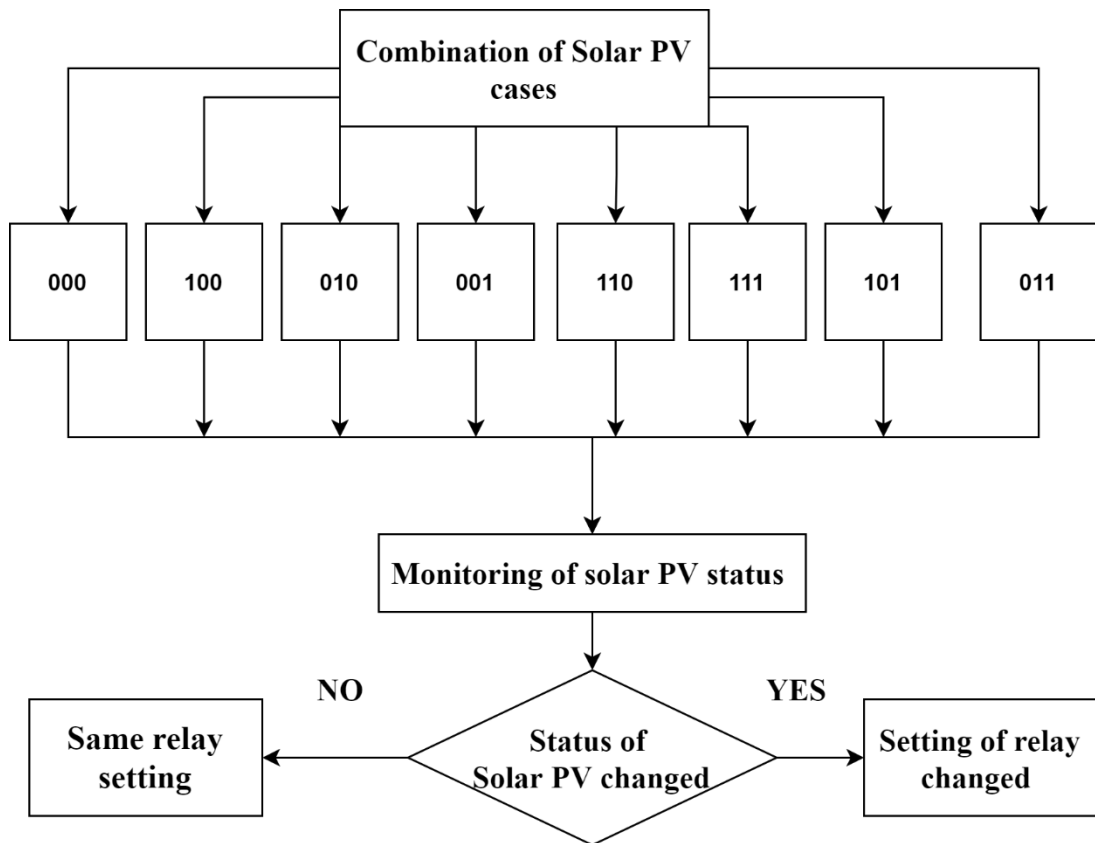 Combination of Solar PV
cases
000
100
010
001
110
111
101
011
Monitoring of solar PV status
NO
YES
Same relay
setting
Status of
Solar PV changed
Setting of relay
changed